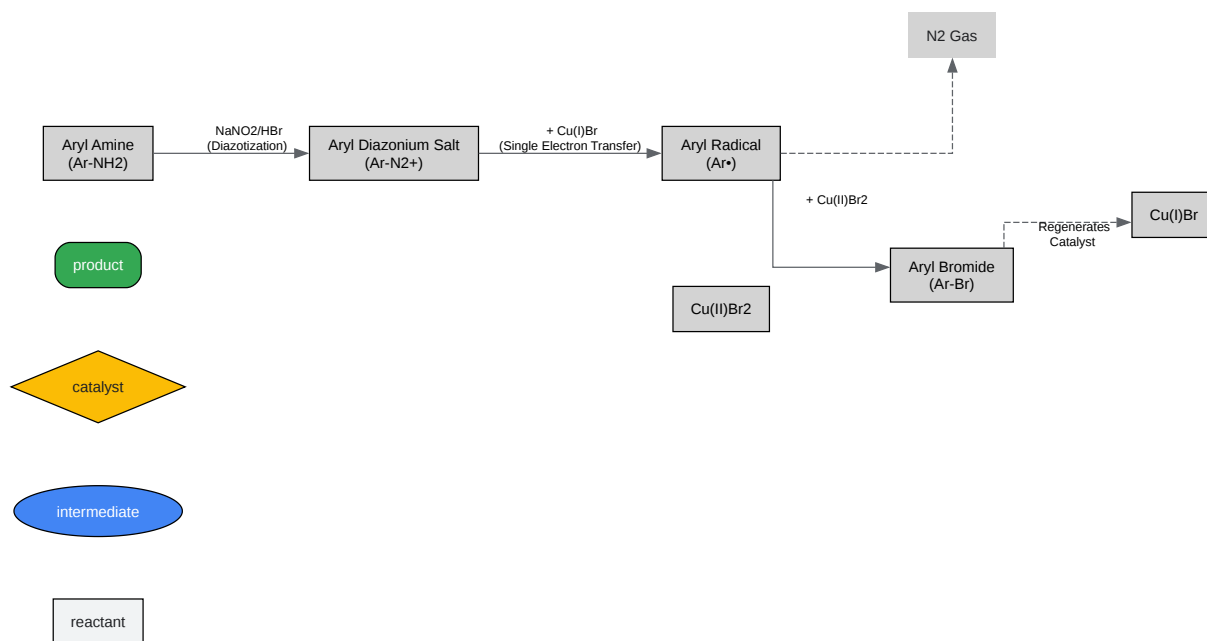 N2 Gas
Aryl Amine
(Ar-NH2)
NaNO2/HBr
(Diazotization)
Aryl Diazonium Salt
(Ar-N2+)
+ Cu(I)Br
(Single Electron Transfer)
Aryl Radical
(Ar•)
+ Cu(II)Br2
Cu(I)Br
Regenerates
Catalyst
Aryl Bromide
(Ar-Br)
Cu(II)Br2
product
catalyst
intermediate
reactant